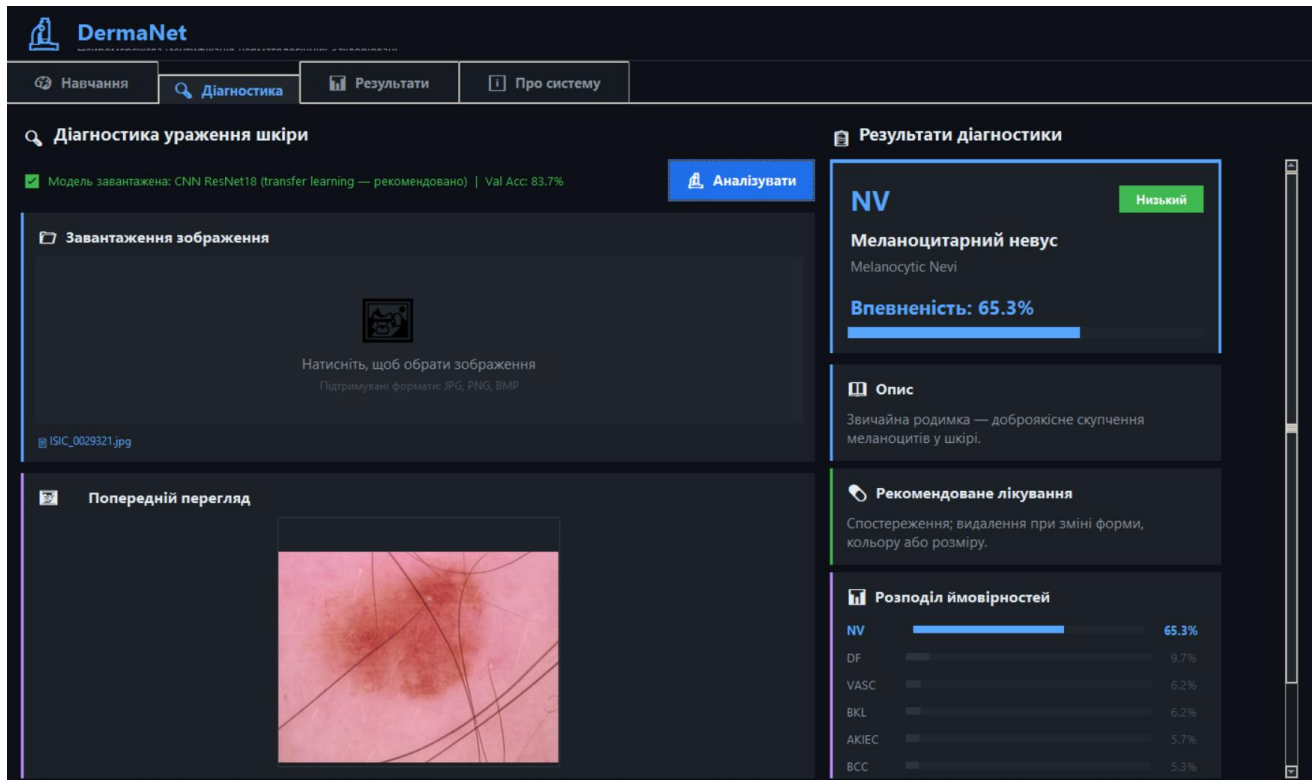 DermaNet
Навчання
Діагностика
Результати
Про систему
Діагностика ураження шкіри
Модель завантажена: CNN ResNet18 (transfer learning — рекомендовано) | Val Acc: 83.7%
Аналізувати
Завантаження зображення
Натисніть, щоб обрати зображення
Підтримувані формати: JPG, PNG, BMP
ISIC_0029321.jpg
Попередній перегляд
Результати діагностики
NV
Низький
Меланоцитарний невус
Melanocytic Nevi
Впевненість: 65.3%
Опис
Звичайна родимка — доброякісне скупчення
меланоцитів у шкірі.
Рекомендоване лікування
Спостереження; видалення при зміні форми,
кольору або розміру.
Розподіл ймовірностей
NV 65.3%
DF 9.7%
VASC 6.2%
BKL 6.2%
AKIEC 5.7%
BCC 5.3%